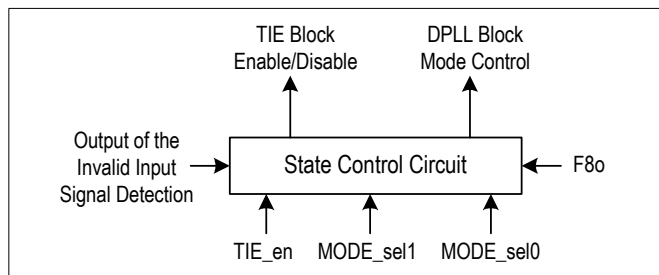 TIE Block
Enable/Disable
DPLL Block
Mode Control
Output of the
Invalid Input
Signal Detection
State Control Circuit
F8o
TIE_en
MODE_sel1
MODE_sel0